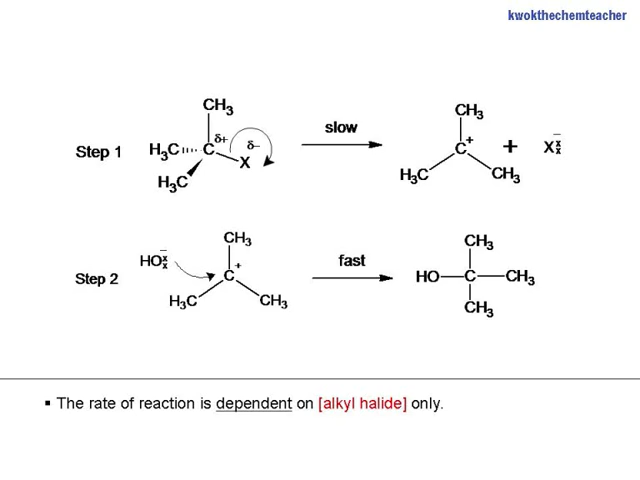 kwokthechemteacher
CH3
slow
CH3
Step 1 H3C C δ+ δ– X C + + X–
H3C
H3C CH3
CH3
CH3
HO–
fast
Step 2 C + HO C CH3
H3C CH3
CH3
▪ The rate of reaction is dependent on [alkyl halide] only.